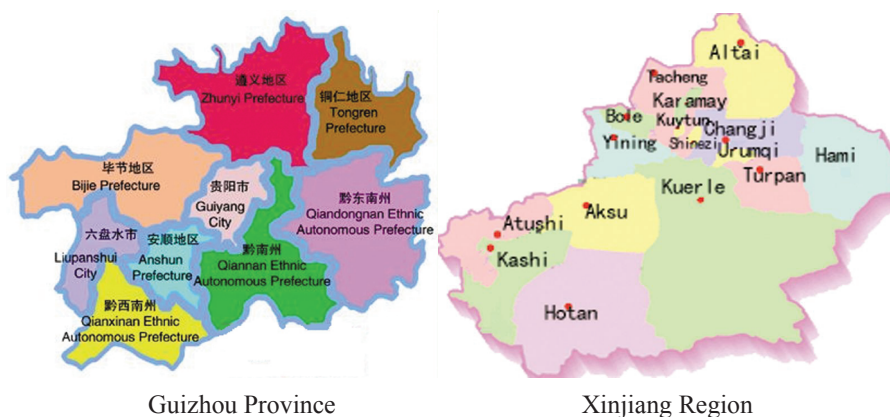 遵义地区
Zhunyi Prefecture
铜仁地区
Tongren
Prefecture
毕节地区
Bijie Prefecture
贵阳市
Guiyang
City
黔东南州
Qiandongnan Ethnic
Autonomous Prefecture
六盘水市
Liupanshui
City
安顺地区
Anshun
Prefecture
黔南州
Qiannan Ethnic
Autonomous Prefecture
黔西南州
Qianxinan Ethnic
Autonomous Prefecture
Guizhou Province
Altai
Tacheng
Karamay
Bole
Kuytun
Changji
Yining
Shinezi
Urumqi
Hami
Turpan
Kuerle
Aksu
Atushi
Kashi
Hotan
Xinjiang Region